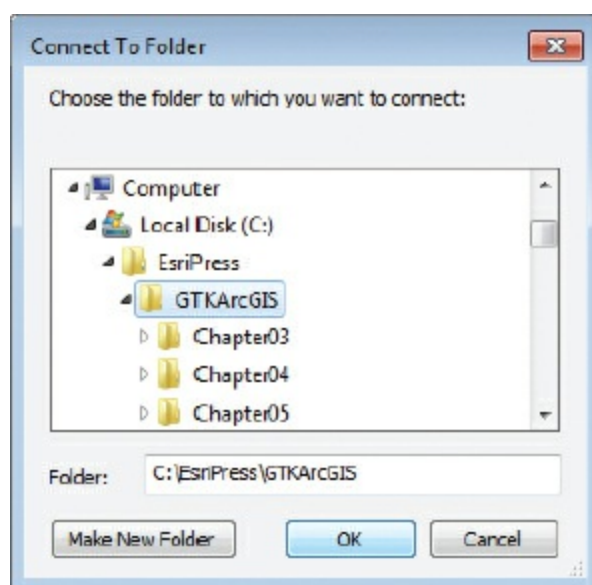 Connect To Folder
Choose the folder to which you want to connect:
Computer
Local Disk (C:)
EsriPress
GTKArcGIS
Chapter03
Chapter04
Chapter05
Folder: C:\EsriPress\GTKArcGIS
Make New Folder OK Cancel